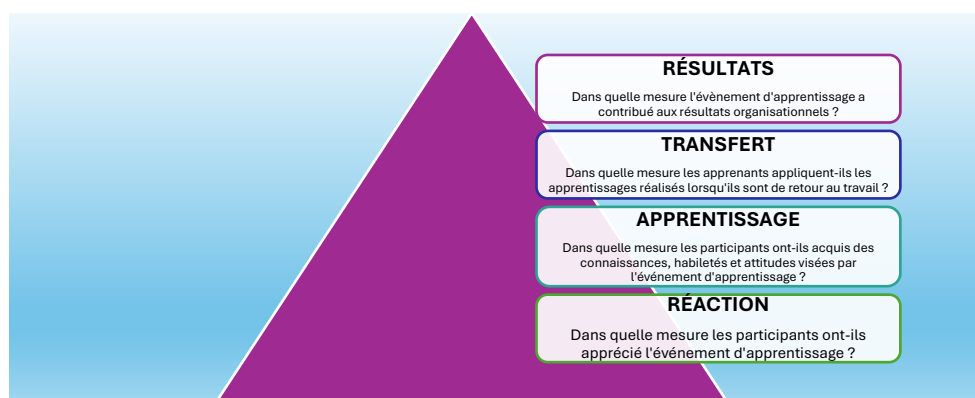 RÉSULTATS
Dans quelle mesure l'évènement d'apprentissage a
contribué aux résultats organisationnels ?
TRANSFERT
Dans quelle mesure les apprenants appliquent-ils les
apprentissages réalisés lorsqu'ils sont de retour au travail ?
APPRENTISSAGE
Dans quelle mesure les participants ont-ils acquis des
connaissances, habiletés et attitudes visées par
l'événement d'apprentissage ?
RÉACTION
Dans quelle mesure les participants ont-ils
apprécié l'événement d'apprentissage ?